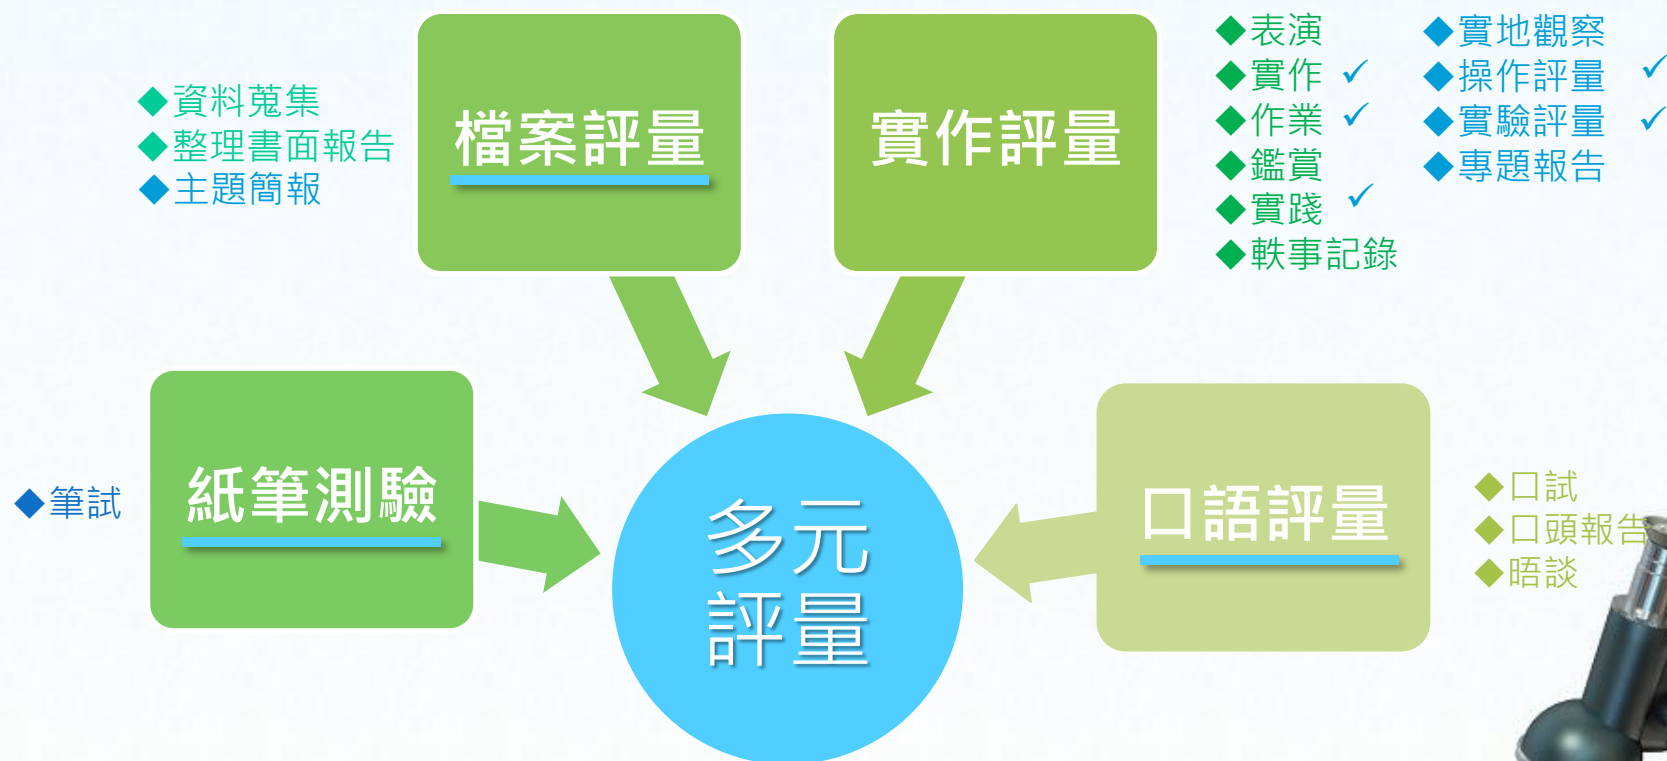 ◆資料蒐集
◆整理書面報告
◆主題簡報
檔案評量
實作評量
◆表演
◆實作 ✓
◆作業 ✓
◆鑑賞
◆實踐 ✓
◆軼事記錄
◆實地觀察
◆操作評量 ✓
◆實驗評量 ✓
◆專題報告
◆筆試
紙筆測驗
多元
評量
口語評量
◆口試
◆口頭報告
◆晤談